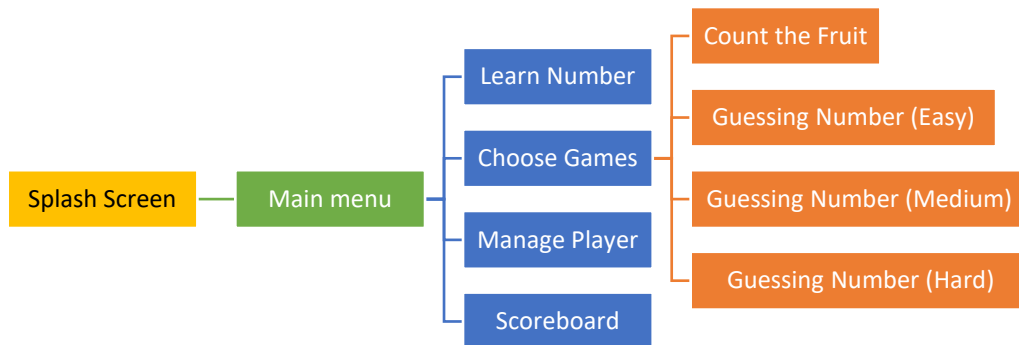 Splash Screen
Main menu
Learn Number
Choose Games
Manage Player
Scoreboard
Count the Fruit
Guessing Number (Easy)
Guessing Number (Medium)
Guessing Number (Hard)